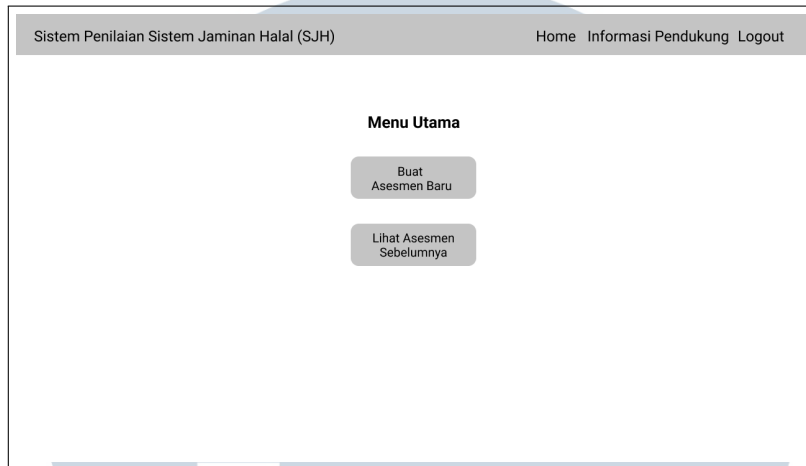 Sistem Penilaian Sistem Jaminan Halal (SJH)
Home Informasi Pendukung Logout
Menu Utama
Buat
Asesmen Baru
Lihat Asesmen
Sebelumnya